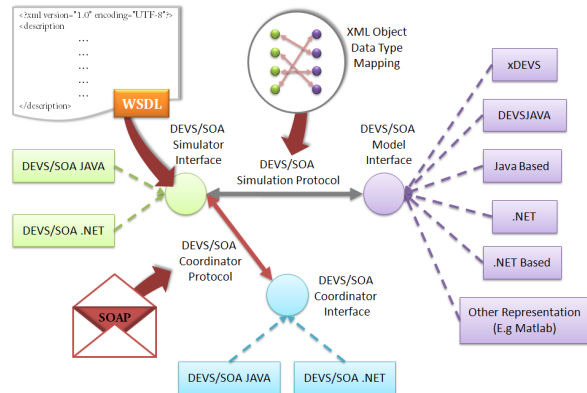 <?xml version="1.0" encoding="UTF-8"?>
<description
...
...
...
...
...
</description>
WSDL
XML Object
Data Type
Mapping
xDEVS
DEVSJAVA
Java Based
.NET
.NET Based
Other Representation
(E.g Matlab)
DEVS/SOA
Simulator
Interface
DEVS/SOA
Simulation Protocol
DEVS/SOA
Model
Interface
DEVS/SOA JAVA
DEVS/SOA .NET
DEVS/SOA
Coordinator
Protocol
DEVS/SOA
Coordinator
Interface
SOAP
DEVS/SOA JAVA
DEVS/SOA .NET